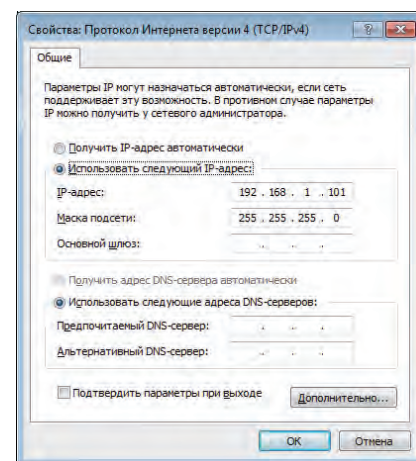 Свойства: Протокол Интернета версии 4 (TCP/IPv4)
Общие
Параметры IP могут назначаться автоматически, если сеть
поддерживает эту возможность. В противном случае параметры
IP можно получить у сетевого администратора.
Получить IP-адрес автоматически
Использовать следующий IP-адрес:
IP-адрес: 192 . 168 . 1 . 101
Маска подсети: 255 . 255 . 255 . 0
Основной шлюз: . . .
Получить адрес DNS-сервера автоматически
Использовать следующие адреса DNS-серверов:
Предпочитаемый DNS-сервер: . . .
Альтернативный DNS-сервер: . . .
Подтвердить параметры при выходе
Дополнительно...
ОК Отмена